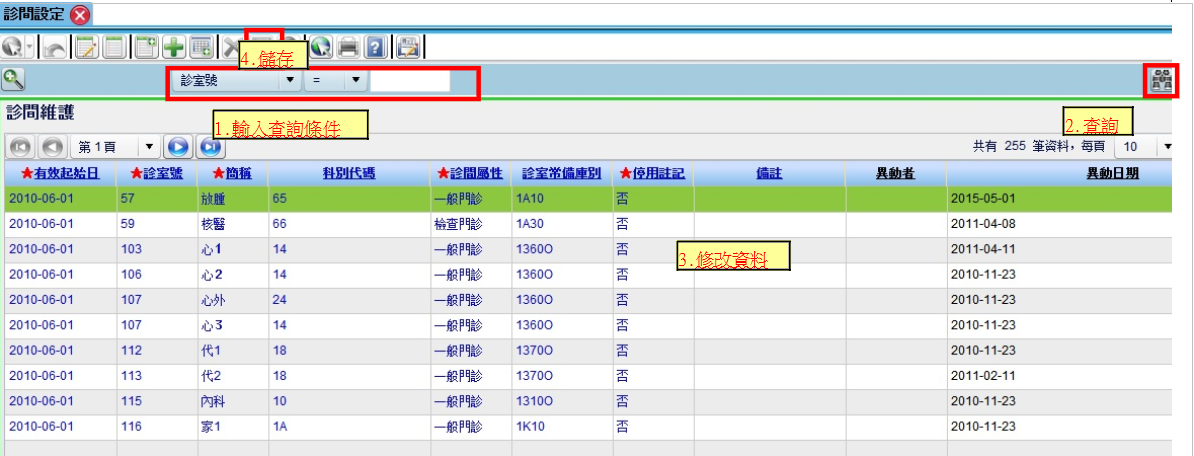 診間設定
4.儲存
診室號 =
診間維護
1.輸入查詢條件
2.查詢
第 1 頁
共有 255 筆資料，每頁 10
★有效起始日 ★診室號 ★簡稱 科別代碼 ★診間屬性 診室常備庫別 ★停用註記 備註 異動者 異動日期
2010-06-01 57 放腫 65 一般門診 1A10 否 2015-05-01
2010-06-01 59 核醫 66 檢查門診 1A30 否 2011-04-08
2010-06-01 103 心1 14 一般門診 1360O 否 2011-04-11
3.修改資料
2010-06-01 106 心2 14 一般門診 1360O 否 2010-11-23
2010-06-01 107 心外 24 一般門診 1360O 否 2010-11-23
2010-06-01 107 心3 14 一般門診 1360O 否 2010-11-23
2010-06-01 112 代1 18 一般門診 1370O 否 2010-11-23
2010-06-01 113 代2 18 一般門診 1370O 否 2011-02-11
2010-06-01 115 內科 10 一般門診 1310O 否 2010-11-23
2010-06-01 116 家1 1A 一般門診 1K10 否 2010-11-23